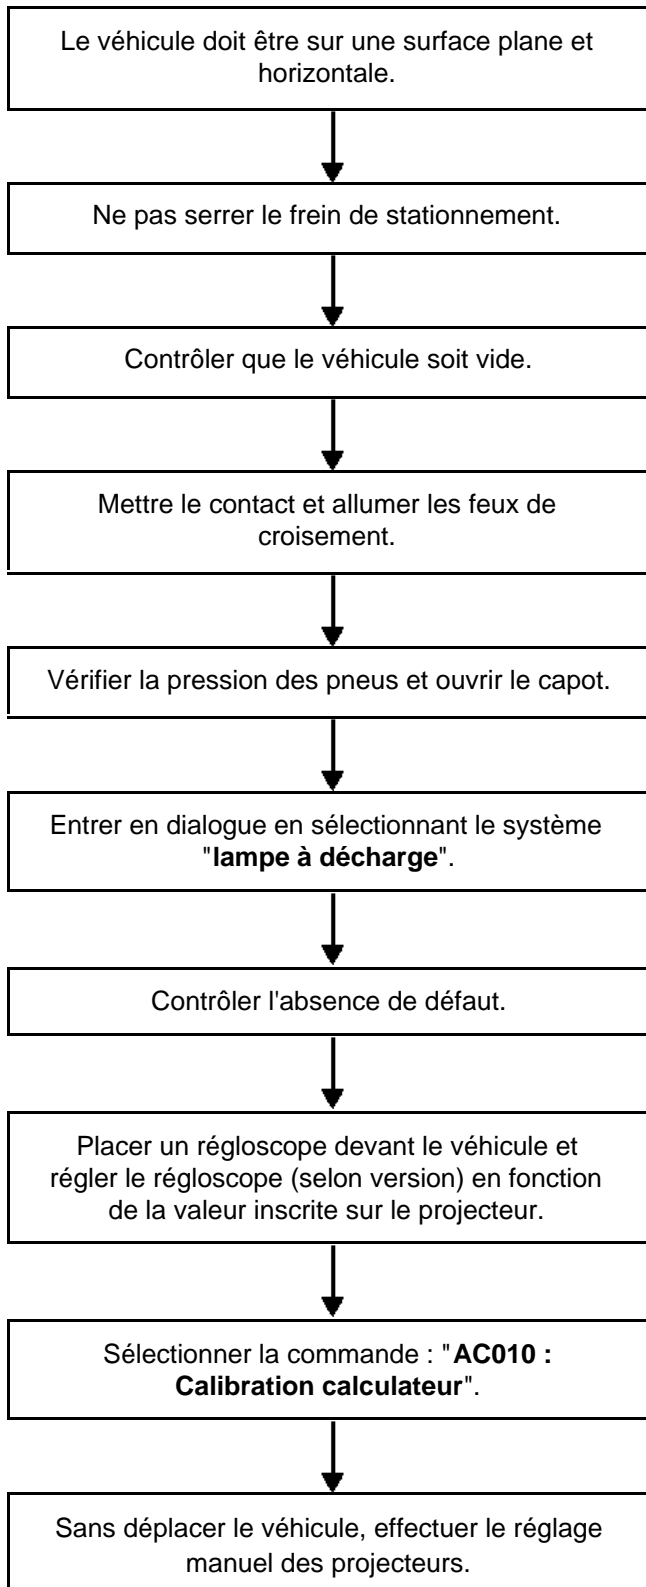 Le véhicule doit être sur une surface plane et
horizontale.
Ne pas serrer le frein de stationnement.
Contrôler que le véhicule soit vide.
Mettre le contact et allumer les feux de
croisement.
Vérifier la pression des pneus et ouvrir le capot.
Entrer en dialogue en sélectionnant le système
"lampe à décharge".
Contrôler l'absence de défaut.
Placer un régloscope devant le véhicule et
régler le régloscope (selon version) en fonction
de la valeur inscrite sur le projecteur.
Sélectionner la commande : "AC010 :
Calibration calculateur".
Sans déplacer le véhicule, effectuer le réglage
manuel des projecteurs.